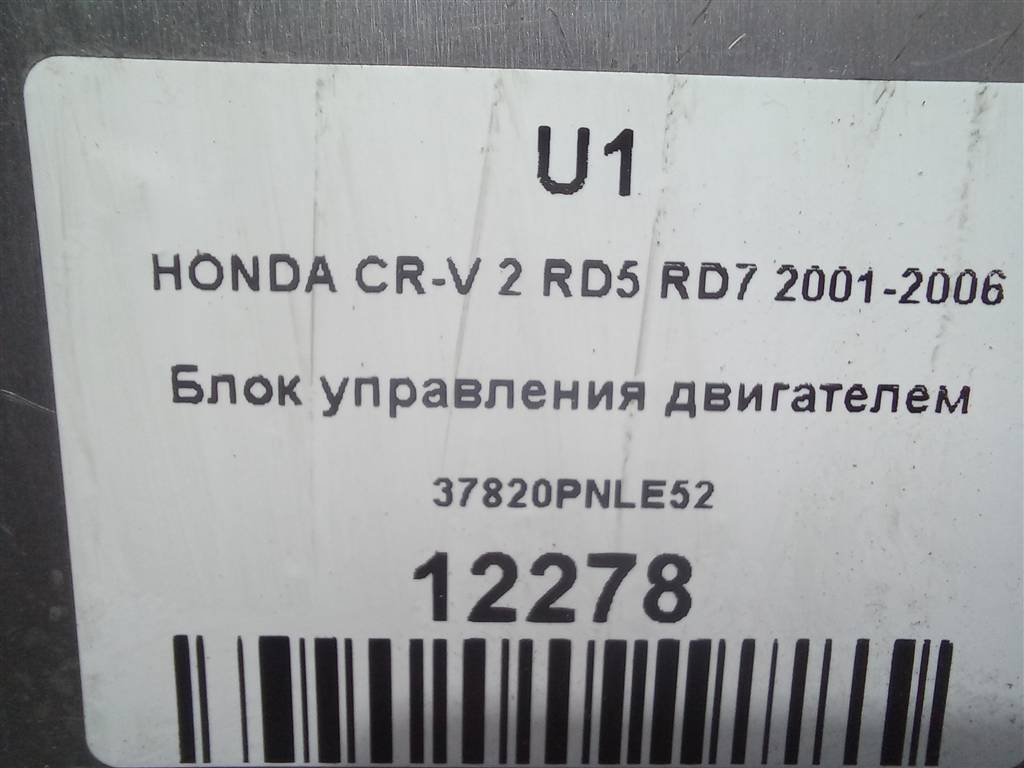 U1
HONDA CR-V 2 RD5 RD7 2001-2006
Блок управления двигателем
37820PNLE52
12278